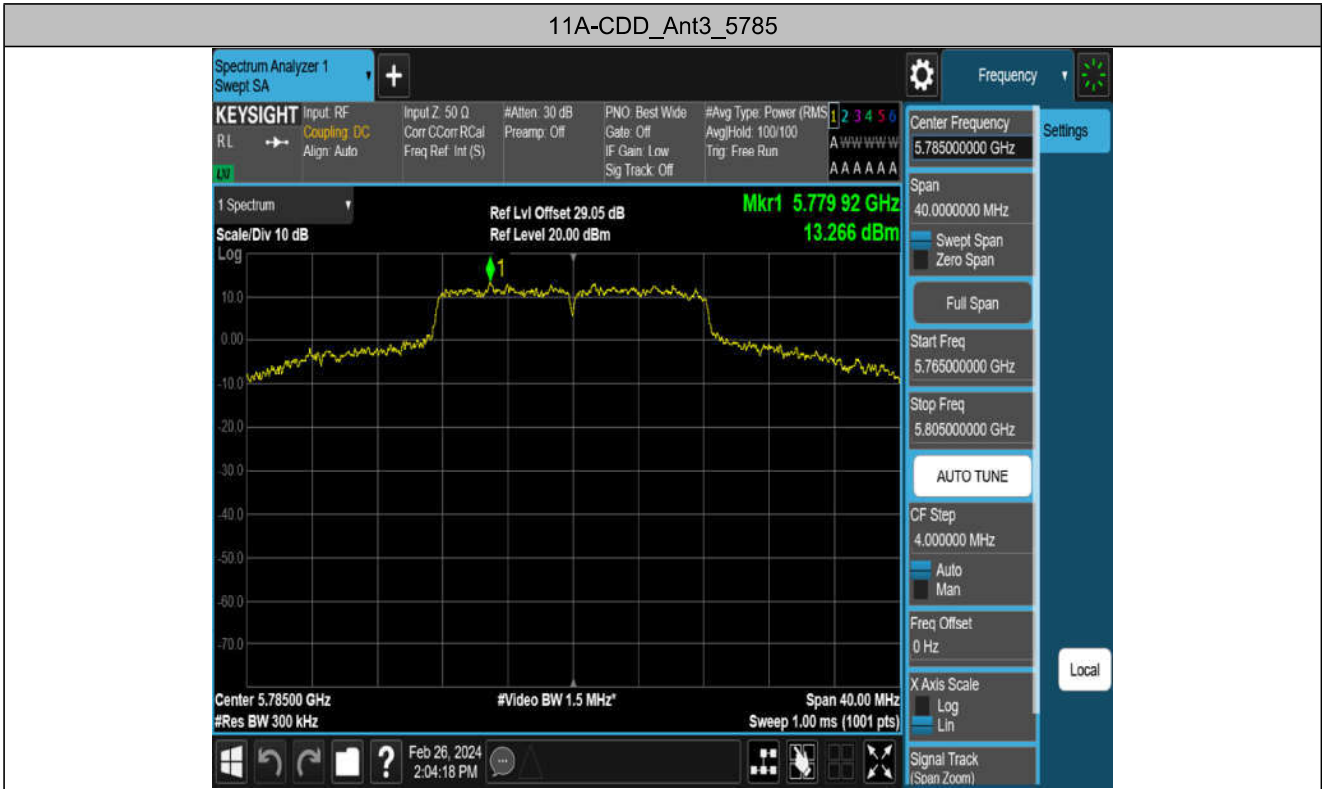 11A-CDD_Ant3_5785
Spectrum Analyzer 1
Swept SA
+
Frequency
KEYSIGHT
RL
LXI
Input: RF
Coupling: DC
Align: Auto
Input Z: 50 Ω
Corr CCorr RCal
Freq Ref: Int (S)
#Atten: 30 dB
Preamp: Off
PNO: Best Wide
Gate: Off
IF Gain: Low
Sig Track: Off
#Avg Type: Power (RMS
Avg|Hold: 100/100
Trig: Free Run
1 2 3 4 5 6
A W W W W W
A A A A A A
1 Spectrum
Scale/Div 10 dB
Log
Ref Lvl Offset 29.05 dB
Ref Level 20.00 dBm
Mkr1 5.779 92 GHz
13.266 dBm
1
10.0
0.00
-10.0
-20.0
-30.0
-40.0
-50.0
-60.0
-70.0
Center 5.78500 GHz
#Res BW 300 kHz
#Video BW 1.5 MHz*
Span 40.00 MHz
Sweep 1.00 ms (1001 pts)
?
Feb 26, 2024
2:04:18 PM
Center Frequency
5.785000000 GHz
Settings
Span
40.0000000 MHz
Swept Span
Zero Span
Full Span
Start Freq
5.765000000 GHz
Stop Freq
5.805000000 GHz
AUTO TUNE
CF Step
4.000000 MHz
Auto
Man
Freq Offset
0 Hz
X Axis Scale
Log
Lin
Local
Signal Track
(Span Zoom)